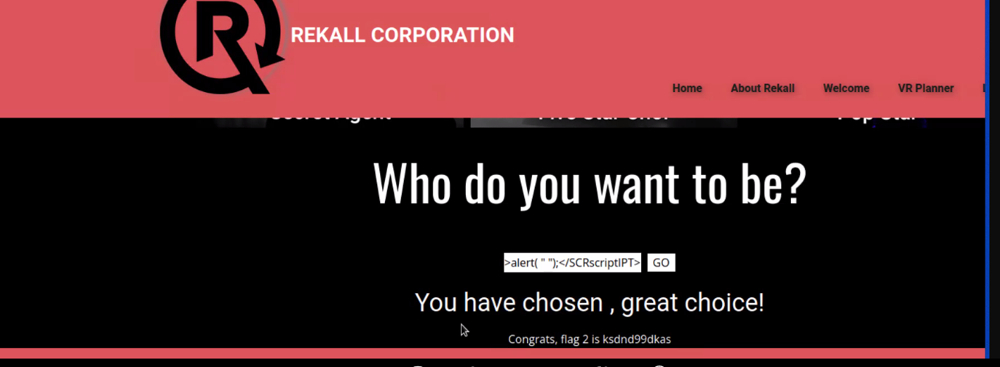 R
REKALL CORPORATION
Home About Rekall Welcome VR Planner
Secret Agent Five Star Chef Pop Star
Who do you want to be?
>alert( " ");</SCRscriptIPT> GO
You have chosen , great choice!
Congrats, flag 2 is ksdnd99dkas